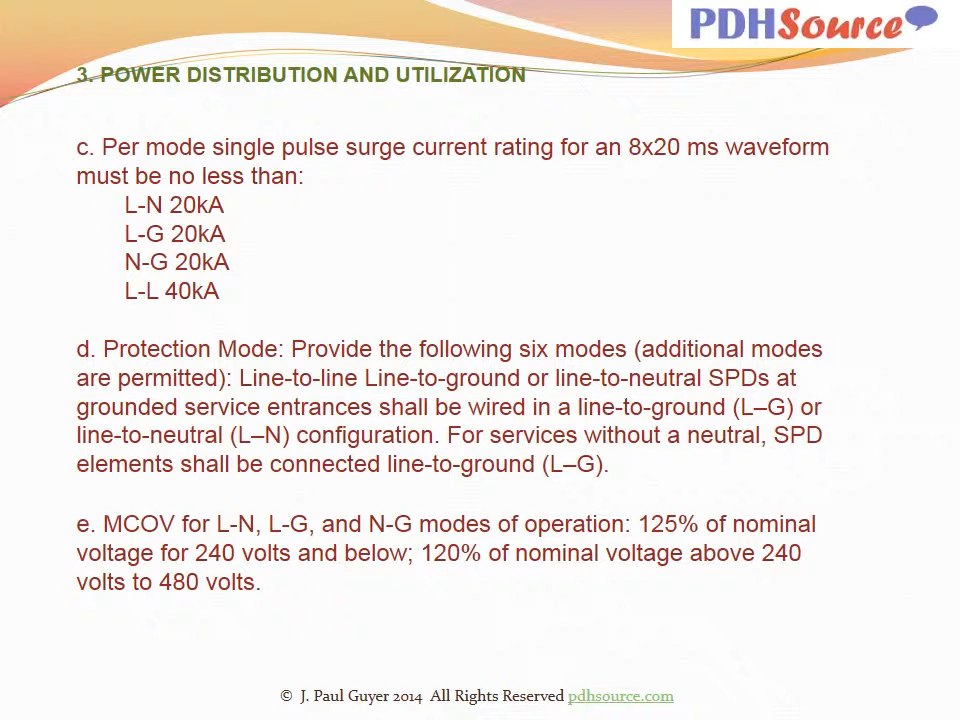 PDHSource
3. POWER DISTRIBUTION AND UTILIZATION
c. Per mode single pulse surge current rating for an 8x20 ms waveform
must be no less than:
L-N 20kA
L-G 20kA
N-G 20kA
L-L 40kA
d. Protection Mode: Provide the following six modes (additional modes
are permitted): Line-to-line Line-to-ground or line-to-neutral SPDs at
grounded service entrances shall be wired in a line-to-ground (L–G) or
line-to-neutral (L–N) configuration. For services without a neutral, SPD
elements shall be connected line-to-ground (L–G).
e. MCOV for L-N, L-G, and N-G modes of operation: 125% of nominal
voltage for 240 volts and below; 120% of nominal voltage above 240
volts to 480 volts.
© J. Paul Guyer 2014 All Rights Reserved pdhsource.com